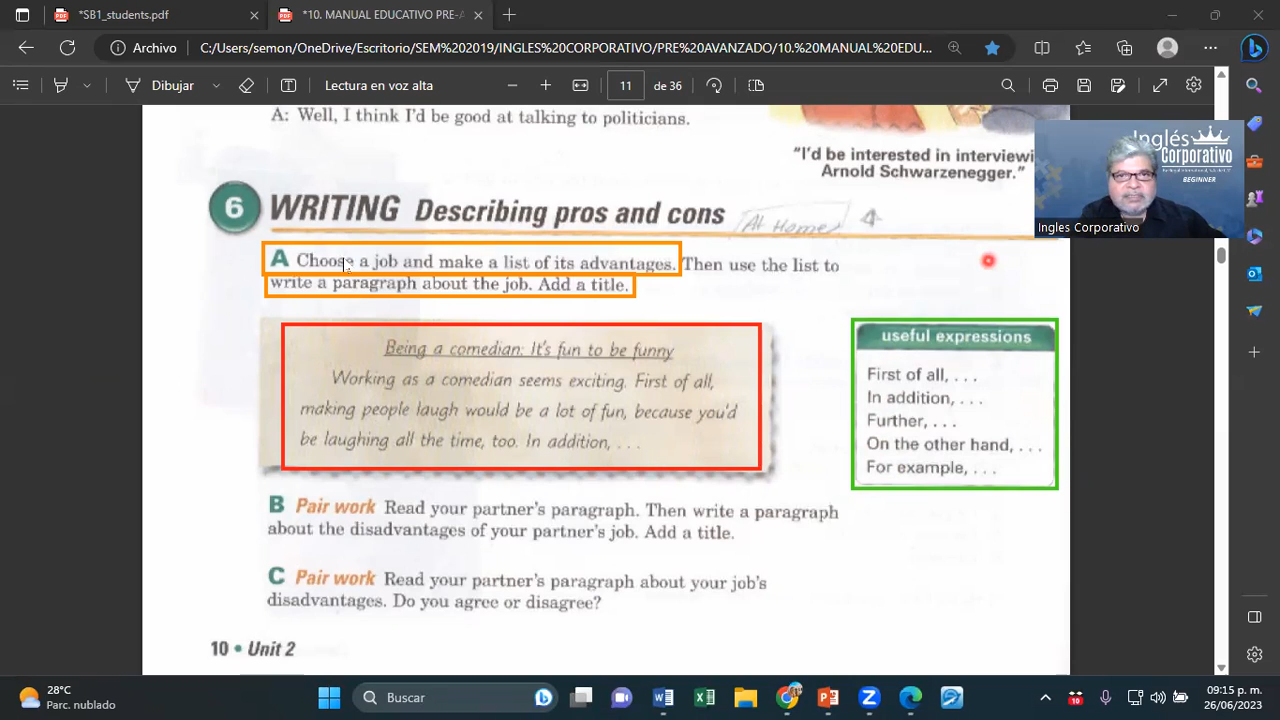 *SB1_students.pdf
*10. MANUAL EDUCATIVO PRE-A
Archivo
C:/Users/semon/OneDrive/Escritorio/SEM%202019/INGLES%20CORPORATIVO/PRE%20AVANZADO/10.%20MANUAL%20EDU...
Dibujar
Lectura en voz alta
11
de 36
A: Well, I think I'd be good at talking to politicians.
"I'd be interested in interviewi
Arnold Schwarzenegger."
Inglés
Corporativo
BEGINNER
Ingles Corporativo
6 WRITING Describing pros and cons
At Home 4
A Choose a job and make a list of its advantages. Then use the list to
write a paragraph about the job. Add a title.
Being a comedian: It's fun to be funny
Working as a comedian seems exciting. First of all,
making people laugh would be a lot of fun, because you'd
be laughing all the time, too. In addition, . . .
useful expressions
First of all, . . .
In addition, . . .
Further, . . .
On the other hand, . . .
For example, . . .
B Pair work Read your partner's paragraph. Then write a paragraph
about the disadvantages of your partner's job. Add a title.
C Pair work Read your partner's paragraph about your job's
disadvantages. Do you agree or disagree?
10 • Unit 2
28°C
Parc. nublado
Buscar
10
09:15 p. m.
26/06/2023